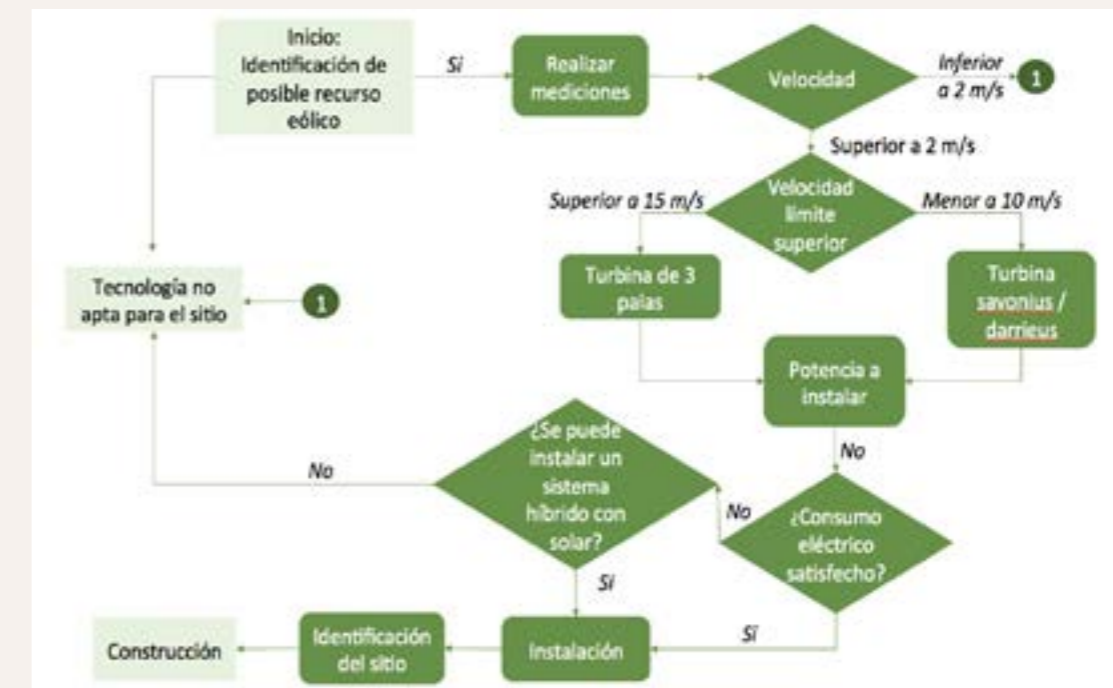 Inicio:
Identificación de
posible recurso
eólico
Si
Realizar
mediciones
Velocidad
Inferior
a 2 m/s
1
Superior a 2 m/s
Velocidad
límite
superior
Superior a 15 m/s
Menor a 10 m/s
Turbina de 3
palas
Turbina
savonius /
darrieus
Tecnología no
apta para el sitio
1
Potencia a
instalar
No
¿Se puede
instalar un
sistema
híbrido con
solar?
No
No
¿Consumo
eléctrico
satisfecho?
Si
Si
Construcción
Identificación
del sitio
Instalación